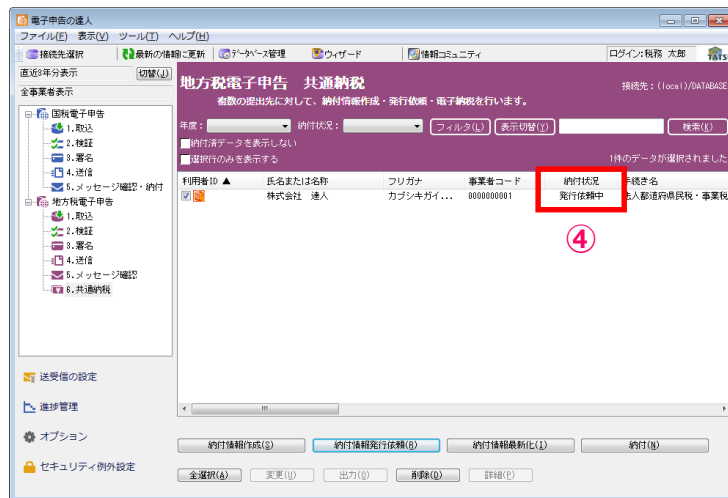 電子申告の達人
ファイル(F) 表示(V) ツール(T) ヘルプ(H)
接続先選択 最新の情報に更新 データベース管理 ウィザード 情報コミュニティ ログイン:税務 太郎 TATS
直近3年分表示 切替(J)
全事業者表示
国税電子申告
1.取込
2.検証
3.署名
4.送信
5.メッセージ確認・納付
地方税電子申告
1.取込
2.検証
3.署名
4.送信
5.メッセージ確認
6.共通納税
送受信の設定
進捗管理
オプション
セキュリティ例外設定
地方税電子申告 共通納税 接続先:(local)/DATABASE
複数の提出先に対して、納付情報作成・発行依頼・電子納税を行います。
年度: 納付状況: フィルタ(L) 表示切替(Y) 検索(K)
納付済データを表示しない
選択行のみを表示する 1件のデータが選択されました
利用者ID ▲ 氏名または名称 フリガナ 事業者コード 納付状況 手続き名
株式会社 達人 カブシキガイ... 0000000001 発行依頼中 法人都道府県民税・事業税
④
納付情報作成(S) 納付情報発行依頼(R) 納付情報最新化(I) 納付(N)
全選択(A) 変更(U) 出力(O) 削除(D) 詳細(P)